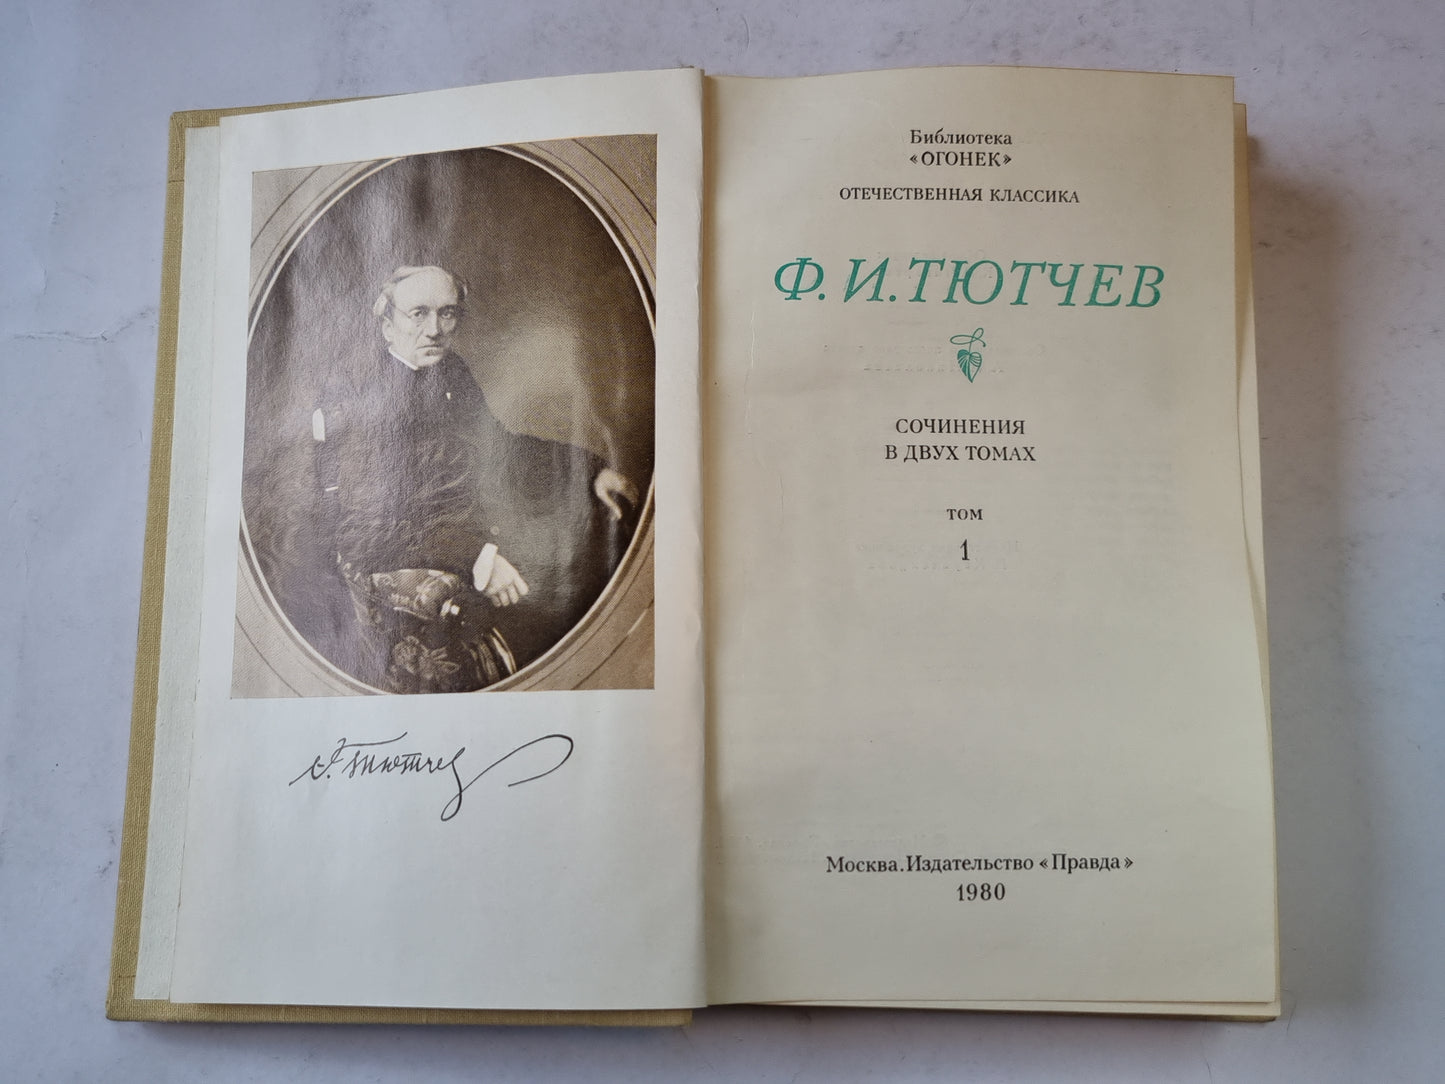 Ф. Тютчев
Библиотека
«ОГОНЕК»
ОТЕЧЕСТВЕННАЯ КЛАССИКА
Ф. И. ТЮТЧЕВ
СОЧИНЕНИЯ
В ДВУХ ТОМАХ
ТОМ
1
Москва. Издательство «Правда»
1980